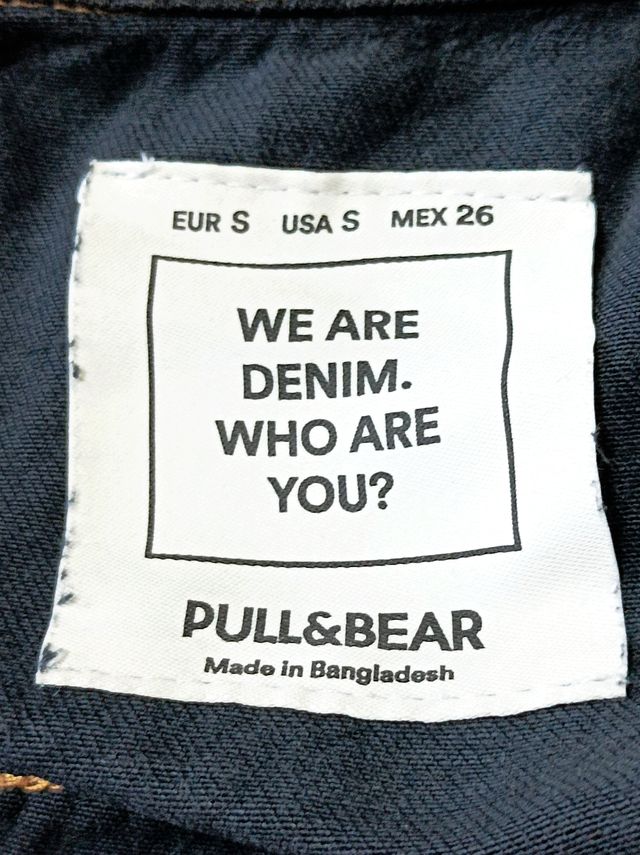 EUR S USA S MEX 26
WE ARE
DENIM.
WHO ARE
YOU?
PULL&BEAR
Made in Bangladesh